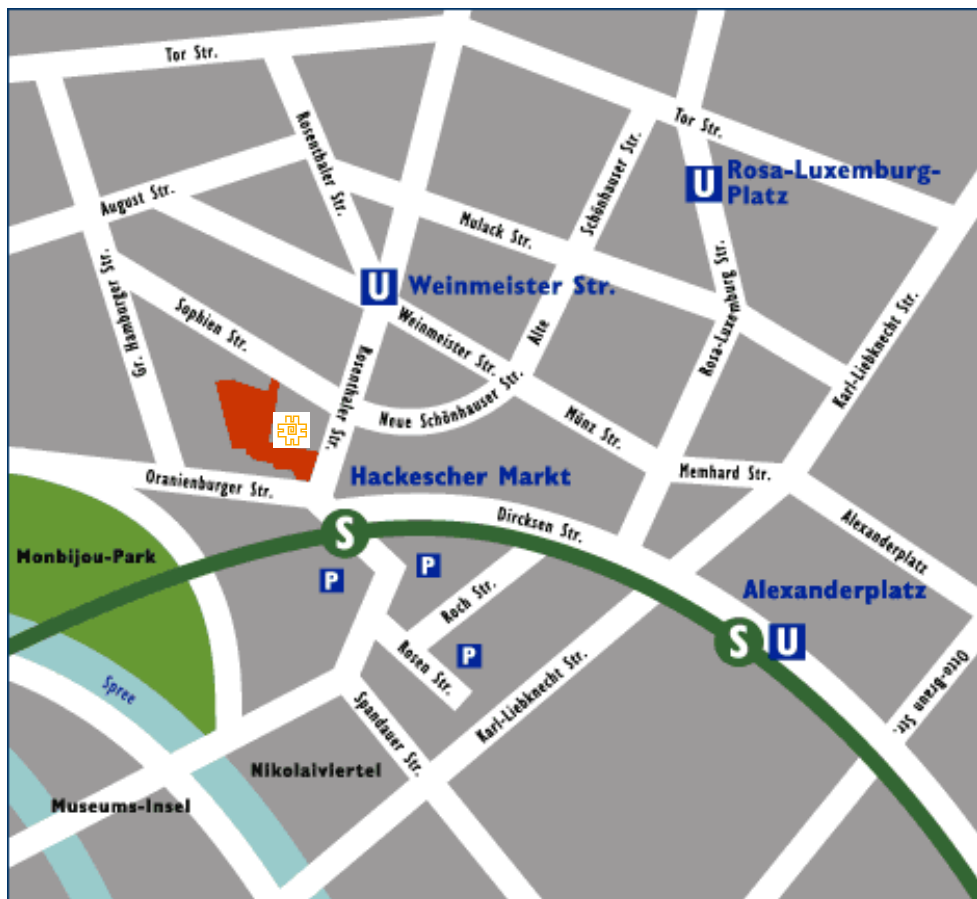 Tor Str.
Tor Str.
Rosenthaler Str.
Schönhauser Str.
Rosa-Luxemburg-
Platz
U
August Str.
Mulack Str.
Gr. Hamburger Str.
Sophien Str.
U
Weinmeister Str.
Weinmeister Str.
Alte
Rosa-Luxemburg Str.
Karl-Liebknecht Str.
Rosenthaler Str.
Neue Schönhauser Str.
Münz Str.
Memhard Str.
Oranienburger Str.
Hackescher Markt
Dircksen Str.
Alexanderplatz
S
Monbijou-Park
P
P
Roch Str.
Alexanderplatz
S
U
Rosen Str.
P
Otto-Braun Str.
Spree
Spandauer Str.
Karl-Liebknecht Str.
Nikolaiviertel
Museums-Insel